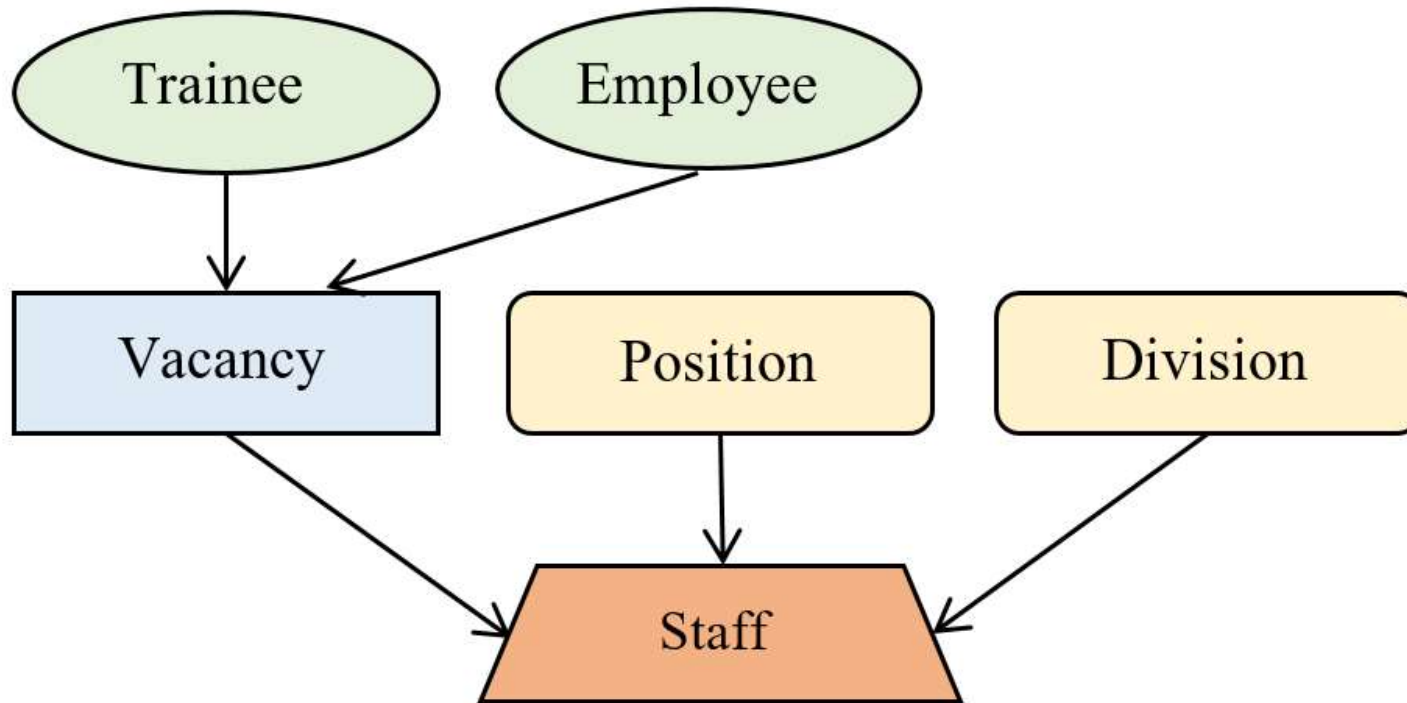 Trainee
Employee
Vacancy
Position
Division
Staff